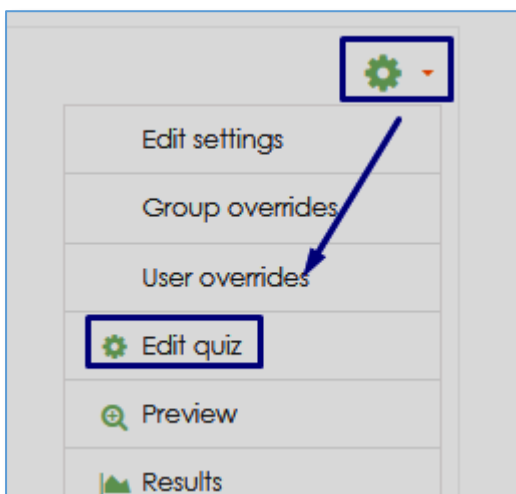 Edit settings
Group overrides
User overrides
Edit quiz
Preview
Results